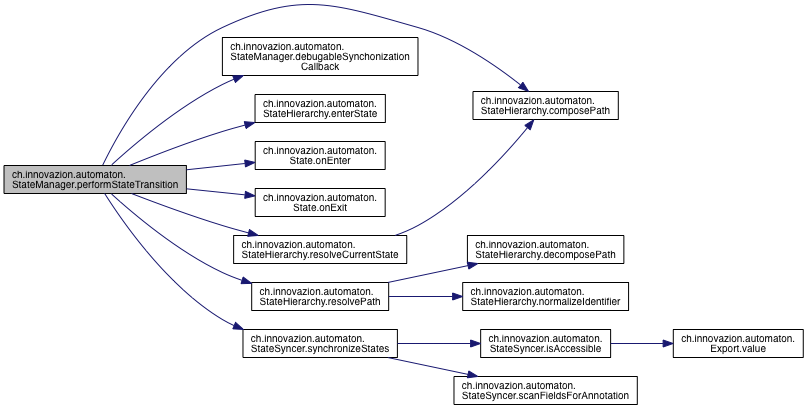 ch.innovazion.automaton.
StateManager.performStateTransition
ch.innovazion.automaton.
StateManager.debugableSynchonization
Callback
ch.innovazion.automaton.
StateHierarchy.enterState
ch.innovazion.automaton.
State.onEnter
ch.innovazion.automaton.
State.onExit
ch.innovazion.automaton.
StateHierarchy.resolveCurrentState
ch.innovazion.automaton.
StateHierarchy.resolvePath
ch.innovazion.automaton.
StateSyncer.synchronizeStates
ch.innovazion.automaton.
StateHierarchy.composePath
ch.innovazion.automaton.
StateHierarchy.decomposePath
ch.innovazion.automaton.
StateHierarchy.normalizeIdentifier
ch.innovazion.automaton.
StateSyncer.isAccessible
ch.innovazion.automaton.
StateSyncer.scanFieldsForAnnotation
ch.innovazion.automaton.
Export.value